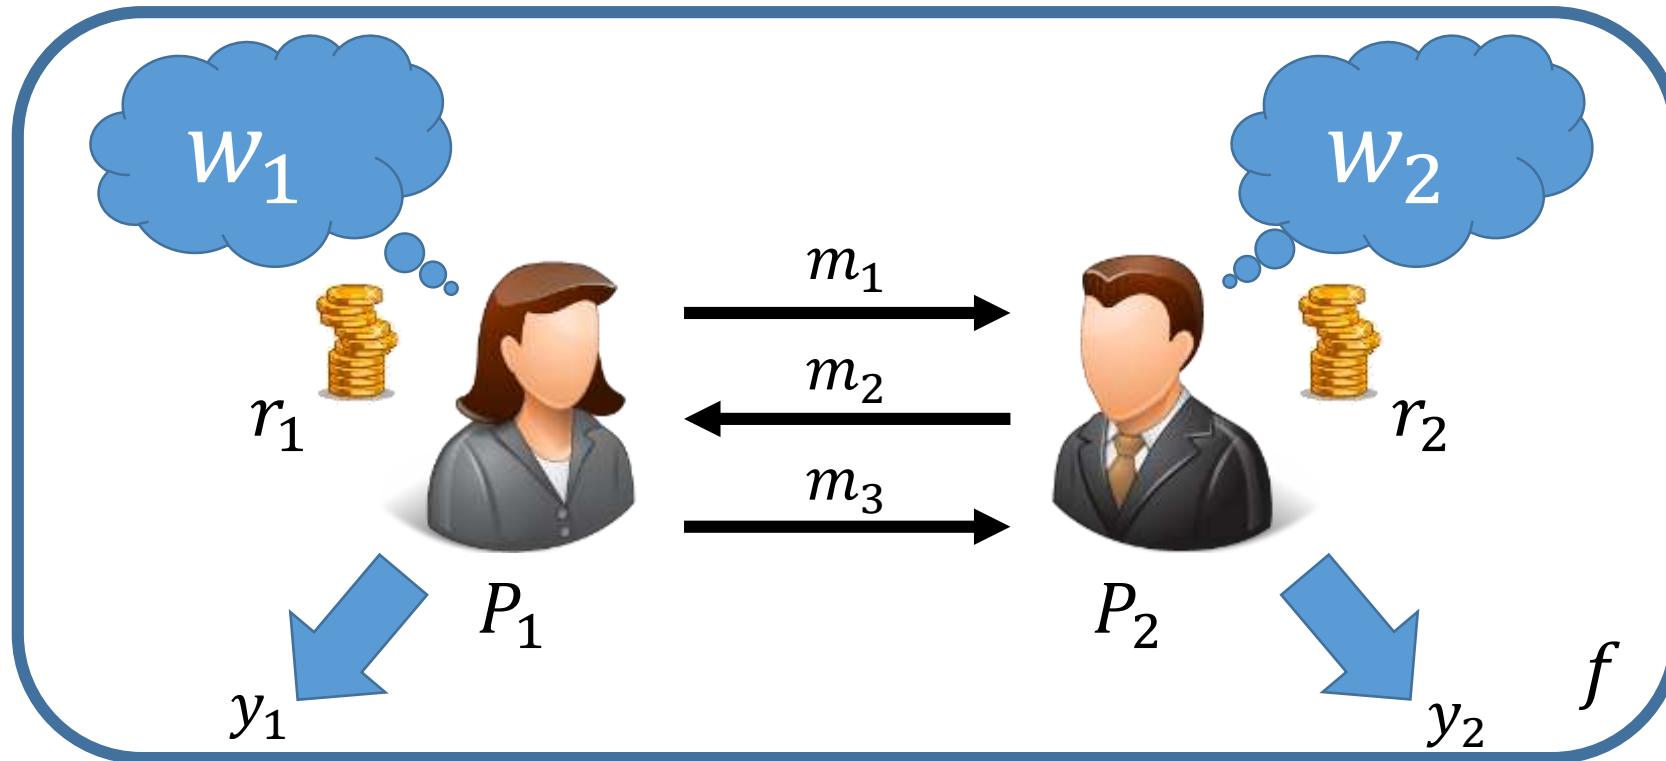 w₁
w₂
m₁
m₂
m₃
r₁
r₂
P₁
P₂
y₁
y₂
f